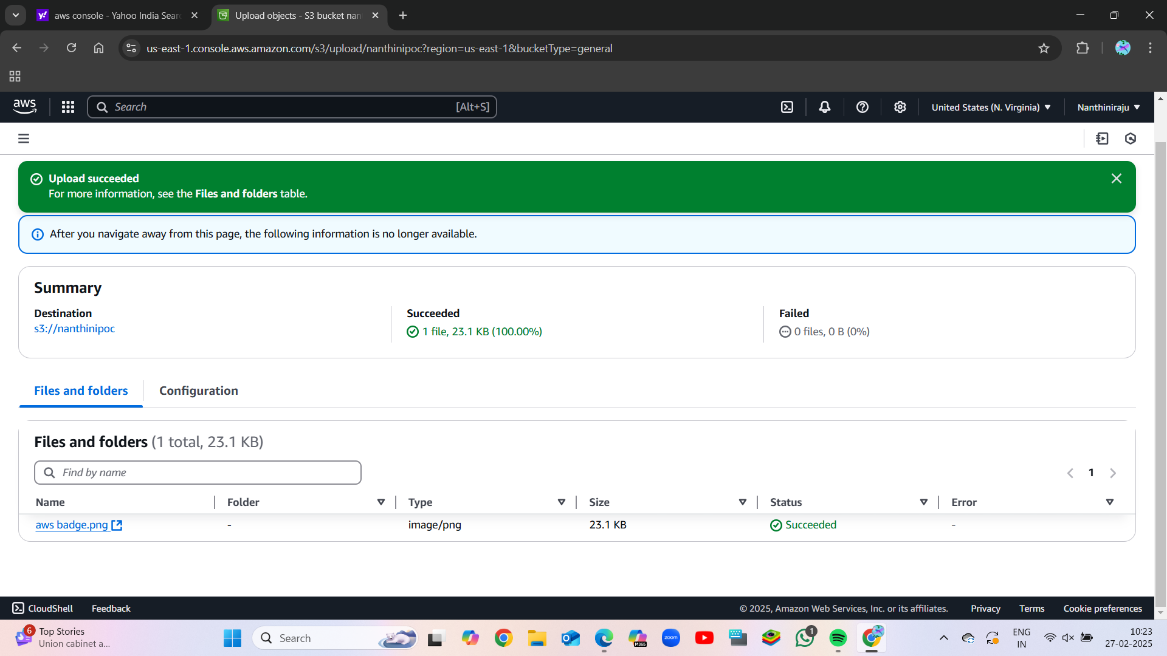 aws console - Yahoo India Sear
Upload objects - S3 bucket nan
us-east-1.console.aws.amazon.com/s3/upload/nanthinipoc?region=us-east-1&bucketType=general
aws
Search
[Alt+S]
United States (N. Virginia)
Nanthiniraju
Upload succeeded
For more information, see the Files and folders table.
After you navigate away from this page, the following information is no longer available.
Summary
Destination
Succeeded
Failed
s3://nanthinipoc
1 file, 23.1 KB (100.00%)
0 files, 0 B (0%)
Files and folders
Configuration
Files and folders (1 total, 23.1 KB)
Find by name
1
Name
Folder
Type
Size
Status
Error
aws badge.png
-
image/png
23.1 KB
Succeeded
-
CloudShell
Feedback
© 2025, Amazon Web Services, Inc. or its affiliates.
Privacy
Terms
Cookie preferences
6
Top Stories
Union cabinet a...
Search
zoom
1
ENG
IN
10:23
27-02-2025